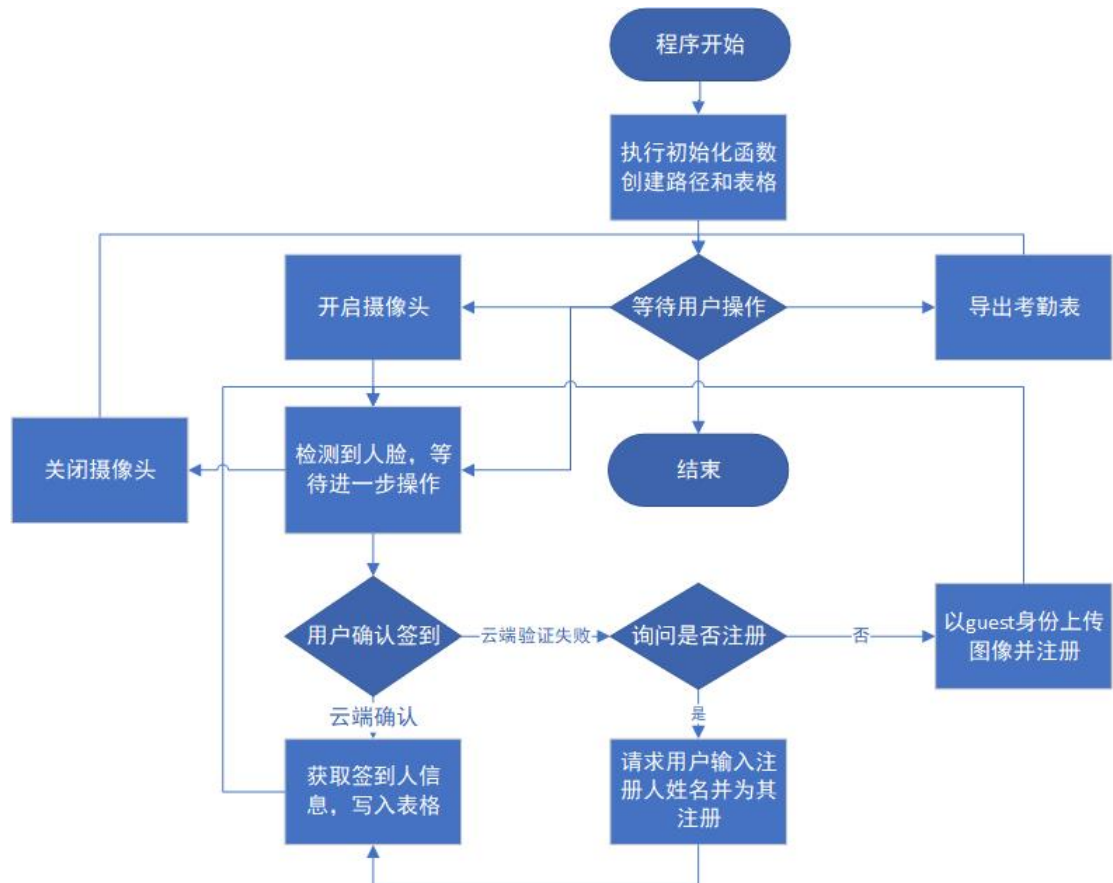 程序开始
执行初始化函数
创建路径和表格
开启摄像头
等待用户操作
导出考勤表
关闭摄像头
检测到人脸，等
待进一步操作
结束
用户确认签到
云端验证失败
询问是否注册
否
以guest身份上传
图像并注册
云端确认
是
获取签到人信
息，写入表格
请求用户输入注
册人姓名并为其
注册